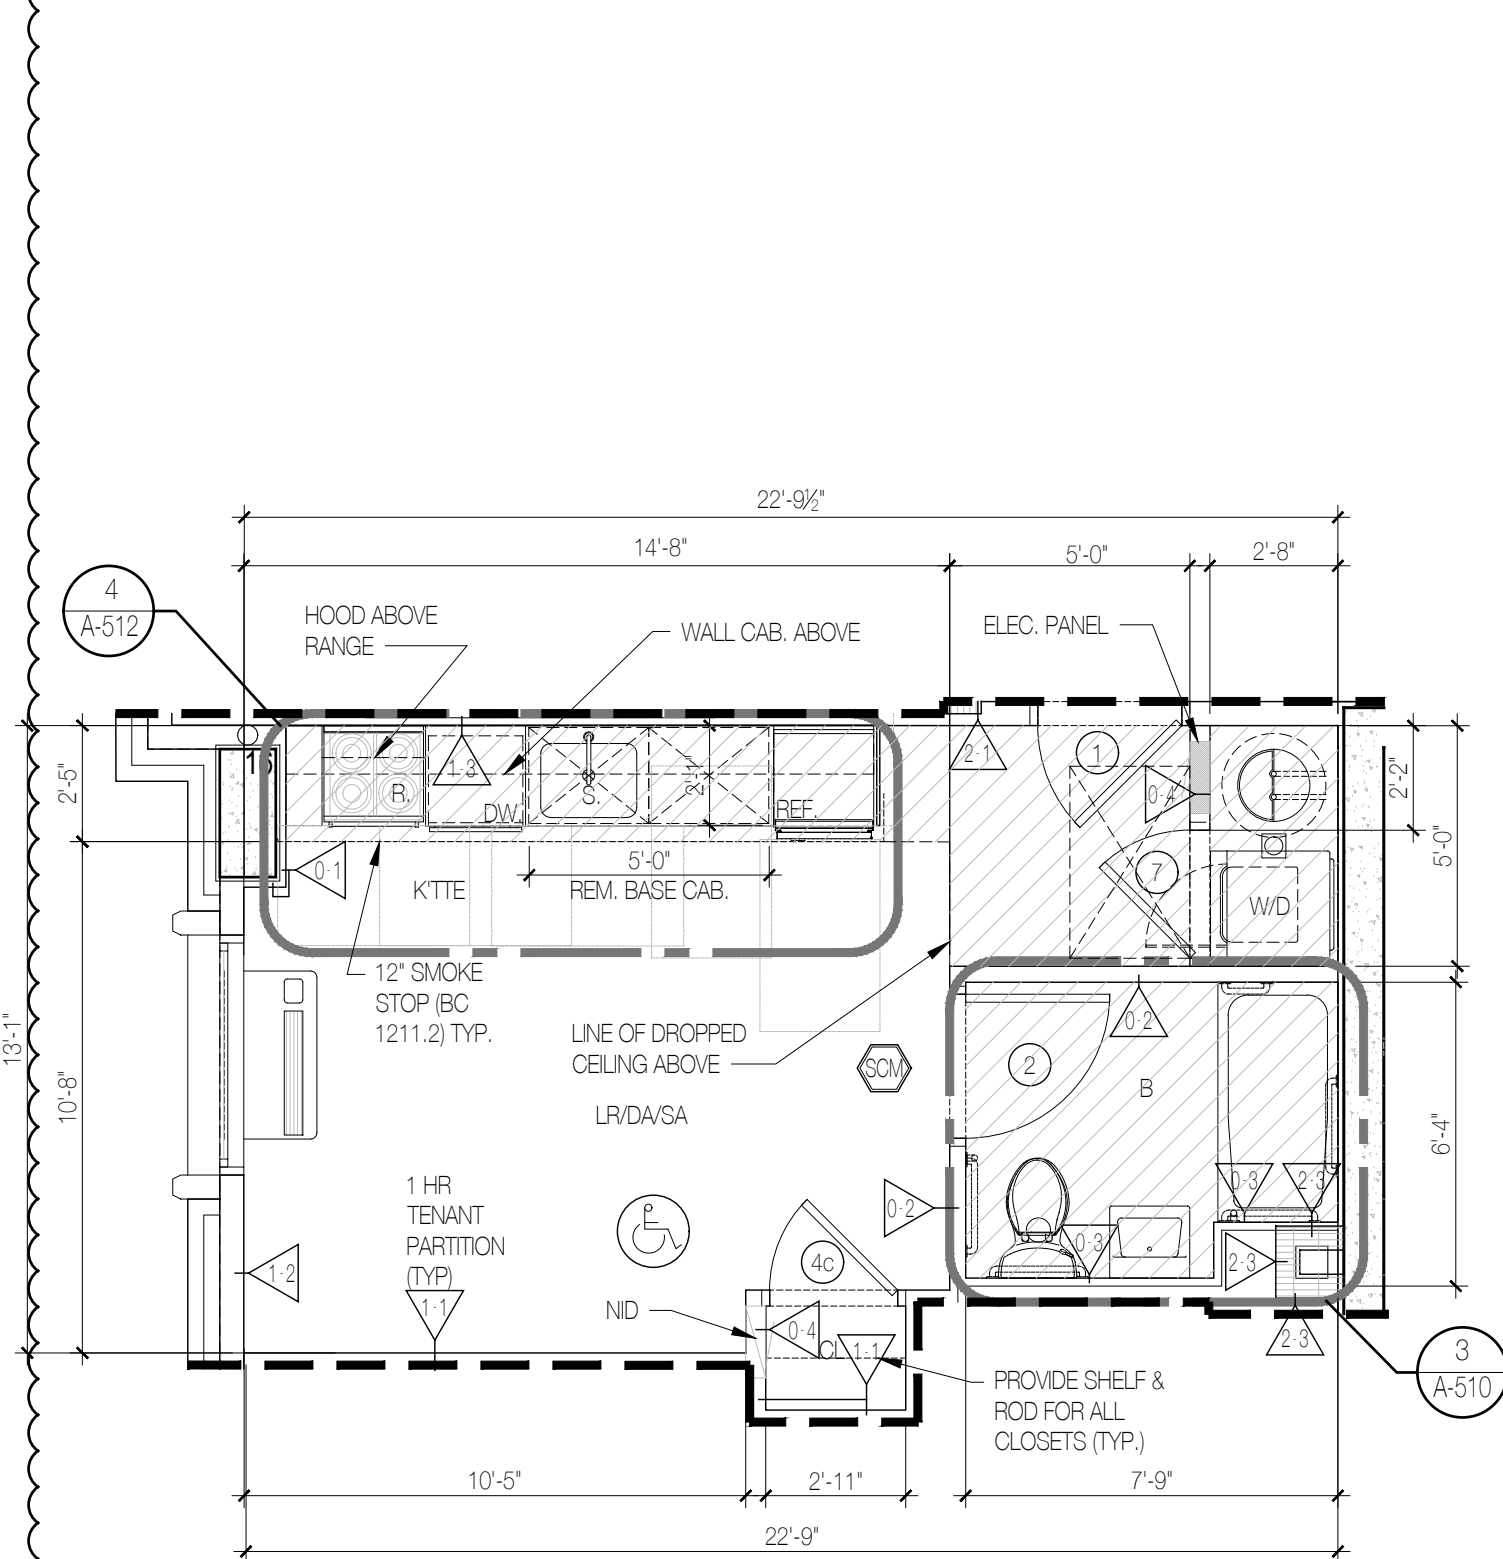 22'-9½"
14'-8"
5'-0"
2'-8"
4
A-512
HOOD ABOVE
RANGE
WALL CAB. ABOVE
ELEC. PANEL
2'-5"
R.
1-3
DW.
S.
2'-1"
REF.
2-1
1
0-4
2'-2"
5'-0"
0-1
K'TTE
5'-0"
REM. BASE CAB.
7
W/D
12" SMOKE
STOP (BC
1211.2) TYP.
LINE OF DROPPED
CEILING ABOVE
SCM
0-2
2
B
13'-1"
10'-8"
LR/DA/SA
6'-4"
1 HR
TENANT
PARTITION
(TYP)
1-2
1-1
0-2
0-3
2-3
0-3
2-3
4c
NID
0-4
CL
1-1
2-3
3
A-510
PROVIDE SHELF &
ROD FOR ALL
CLOSETS (TYP.)
10'-5"
2'-11"
7'-9"
22'-9"